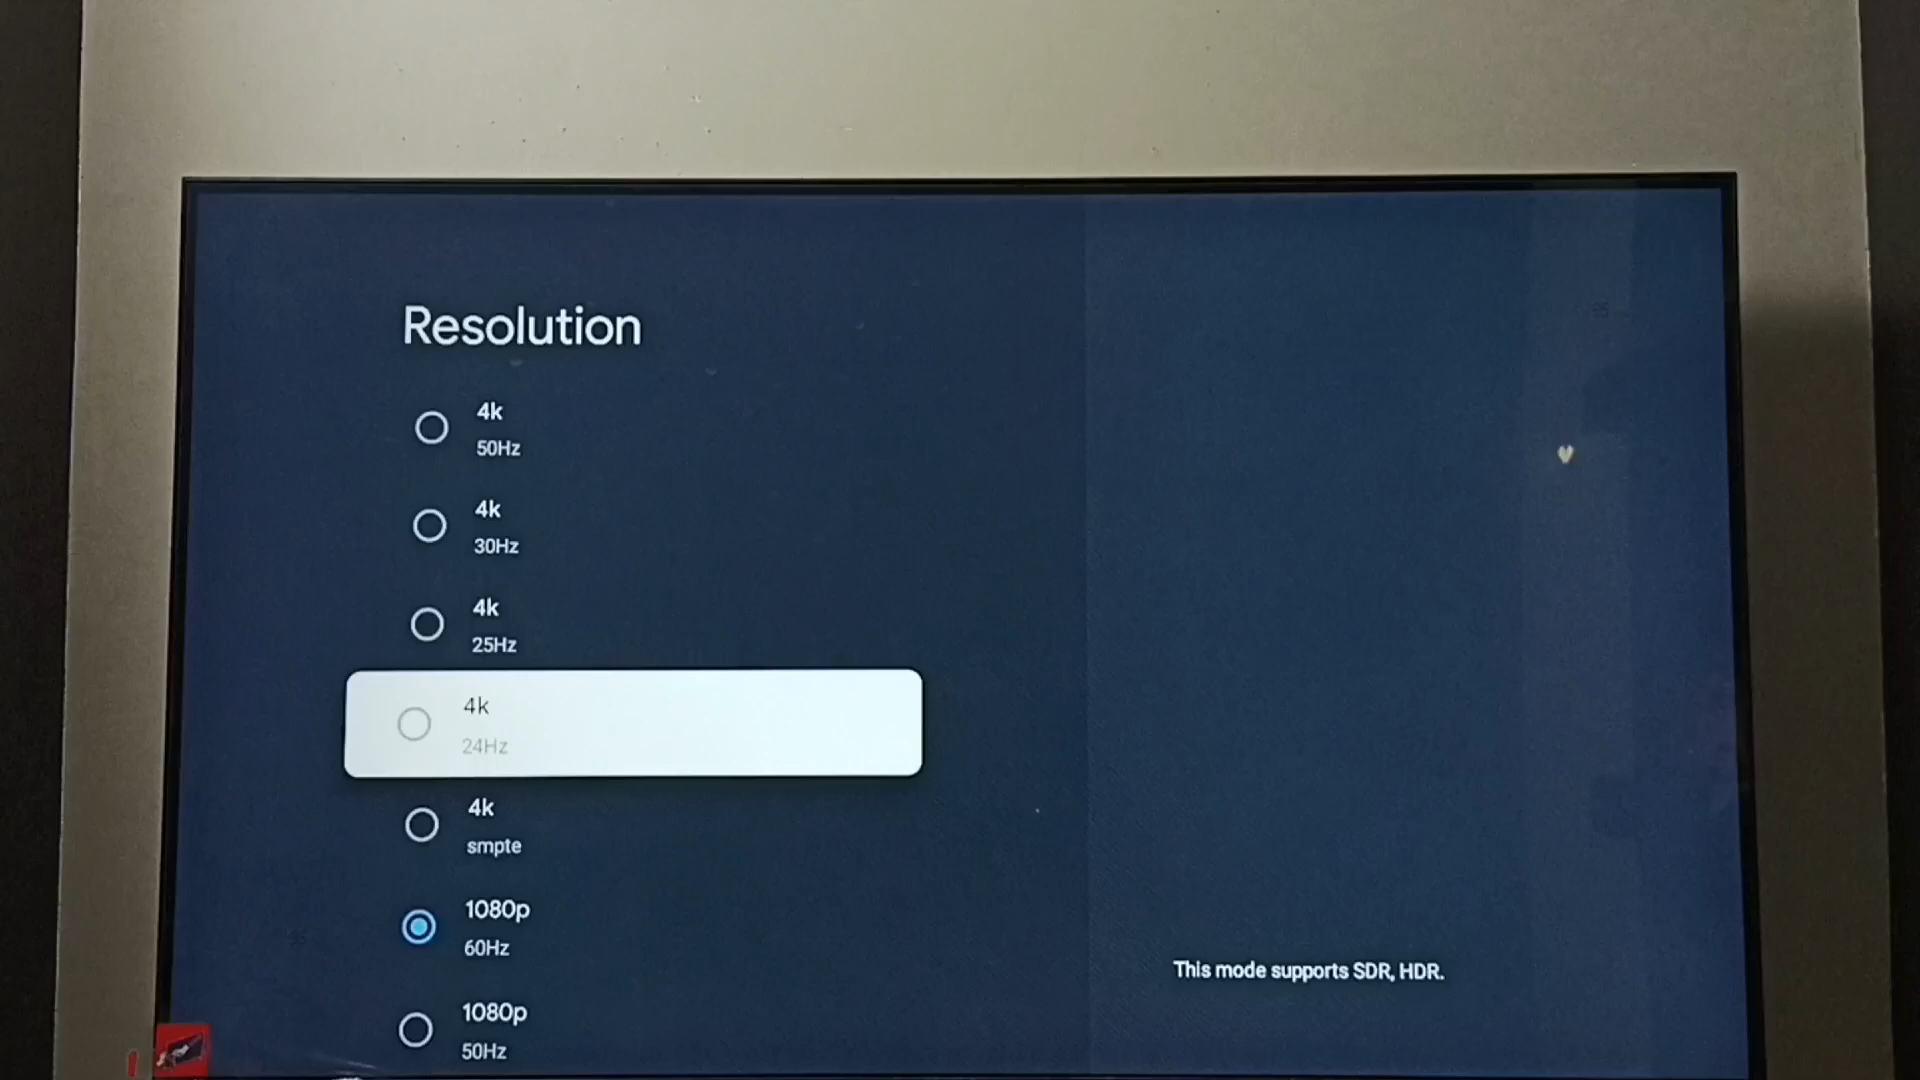 Resolution
4k
50Hz
4k
30Hz
4k
25Hz
4k
24Hz
4k
smpte
1080p
60Hz
1080p
50Hz
This mode supports SDR, HDR.